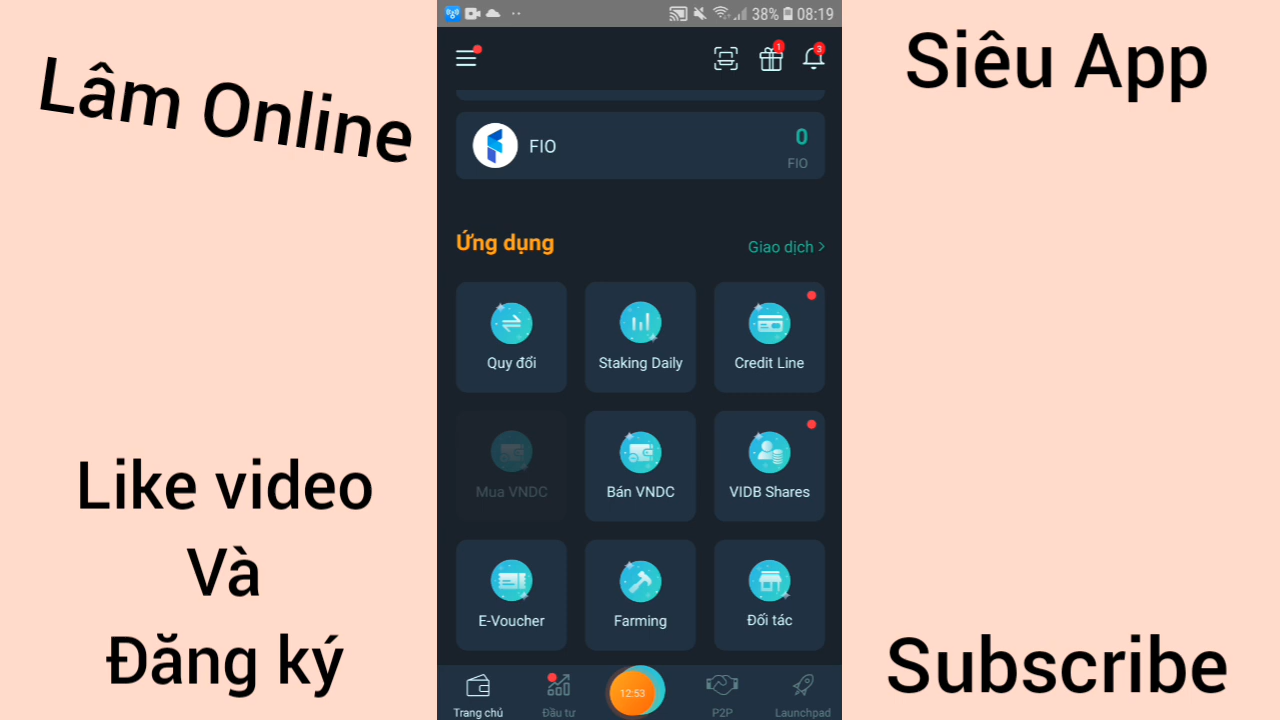 38% 08:19
1
3
FIO
0
FIO
Ứng dụng
Giao dịch >
Quy đổi
Staking Daily
Credit Line
Mua VNDC
Bán VNDC
VIDB Shares
E-Voucher
Farming
Đối tác
12:53
Trang chủ
Đầu tư
P2P
Launchpad
Lâm Online
Like video
Và
Đăng ký
Siêu App
Subscribe